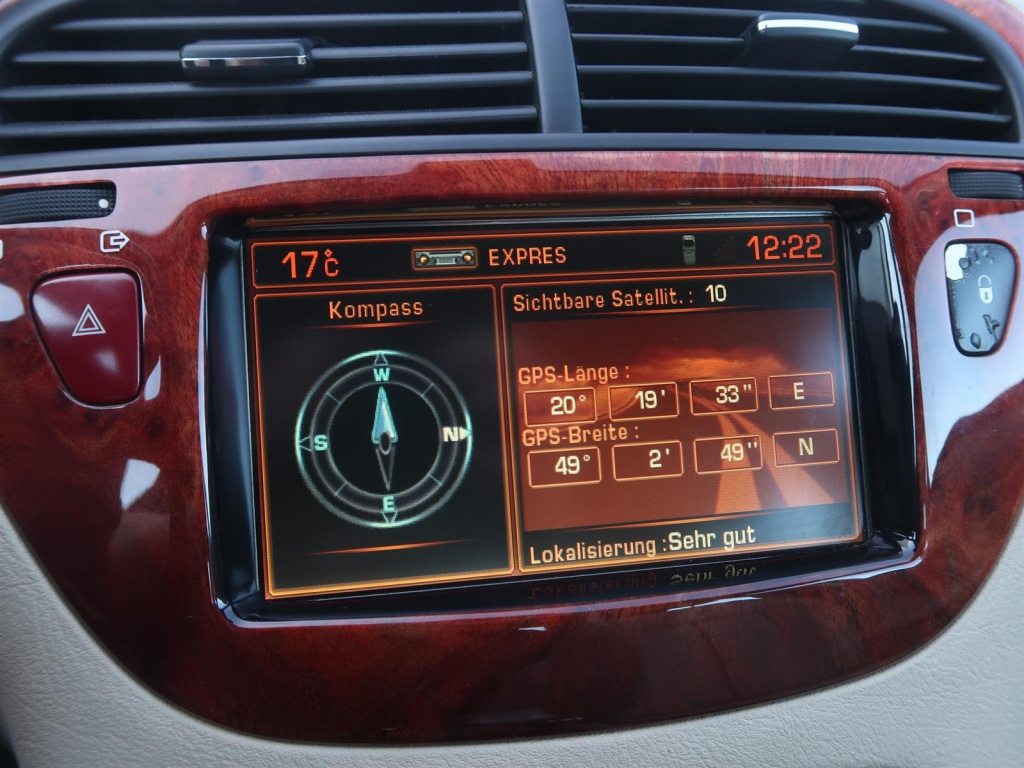 17°C EXPRES 12:22
Kompass
W
S
N
E
Sichtbare Satellit.: 10
GPS-Länge :
20° 19' 33" E
GPS-Breite :
49° 2' 49" N
Lokalisierung :Sehr gut